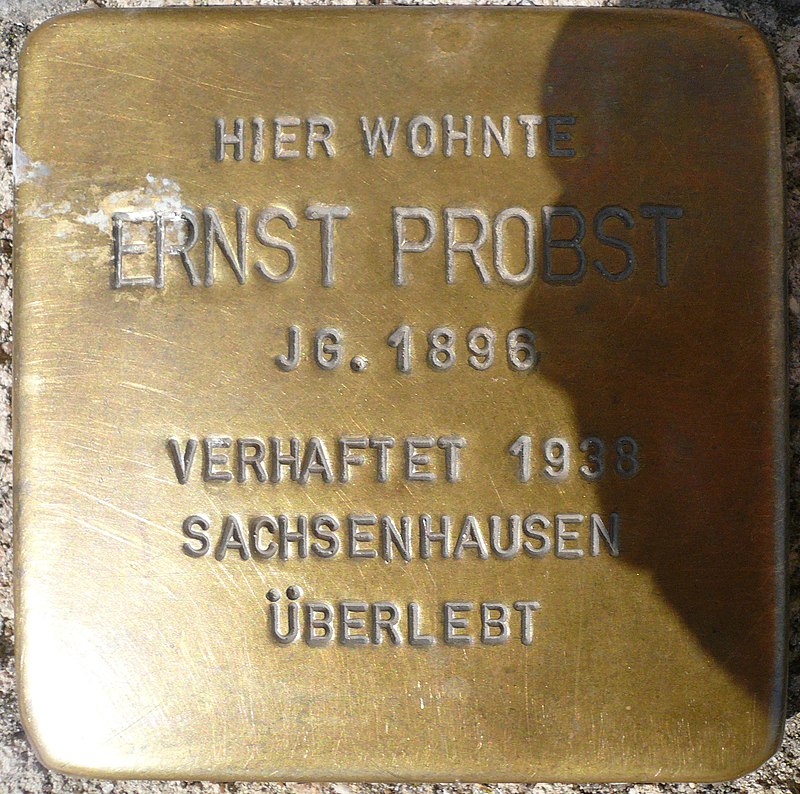 HIER WOHNTE
ERNST PROBST
JG. 1896
VERHAFTET 1938
SACHSENHAUSEN
ÜBERLEBT